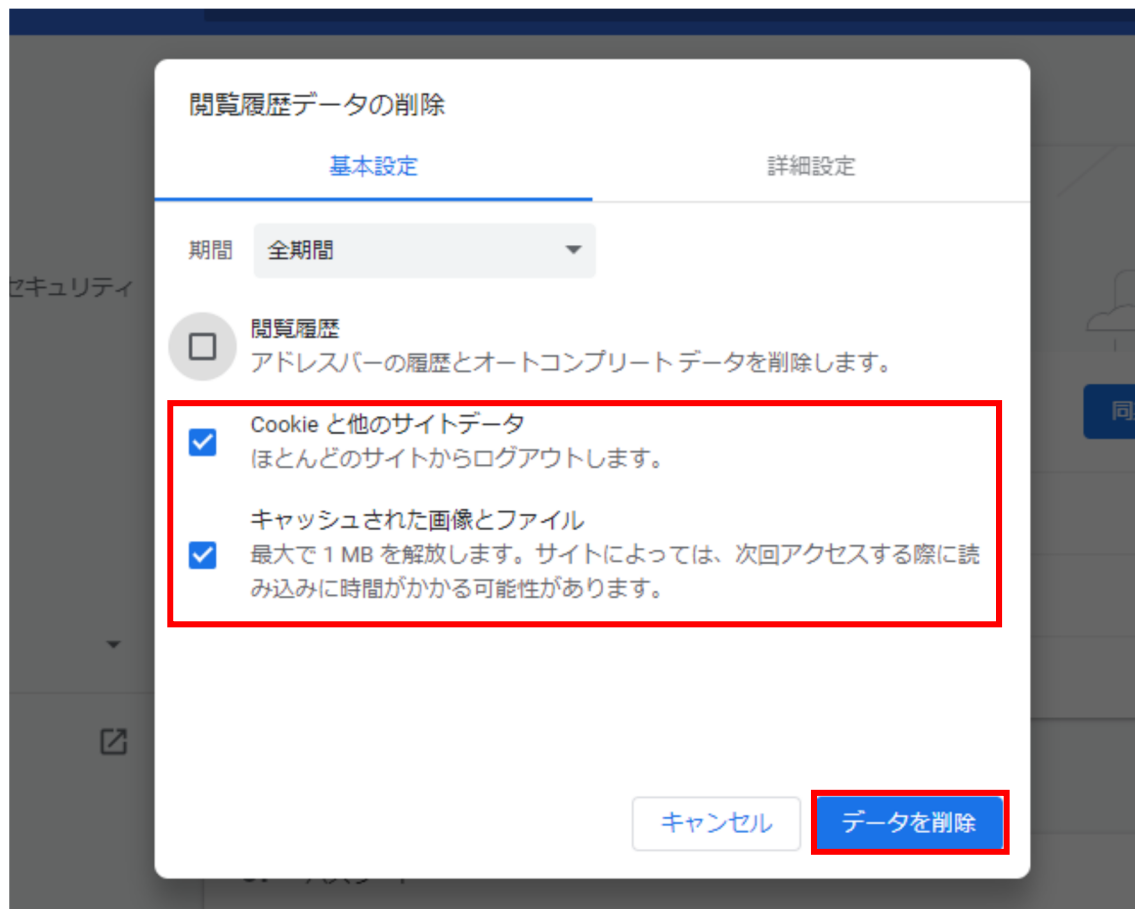 閲覧履歴データの削除
基本設定
詳細設定
期間
全期間
セキュリティ
閲覧履歴
アドレスバーの履歴とオートコンプリート データを削除します。
Cookie と他のサイトデータ
ほとんどのサイトからログアウトします。
キャッシュされた画像とファイル
最大で 1 MB を解放します。サイトによっては、次回アクセスする際に読
み込みに時間がかかる可能性があります。
キャンセル
データを削除